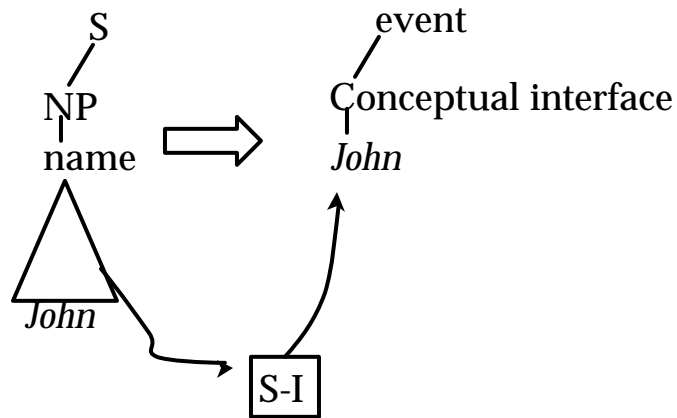 S
NP
name
John
event
Conceptual interface
John
S-I